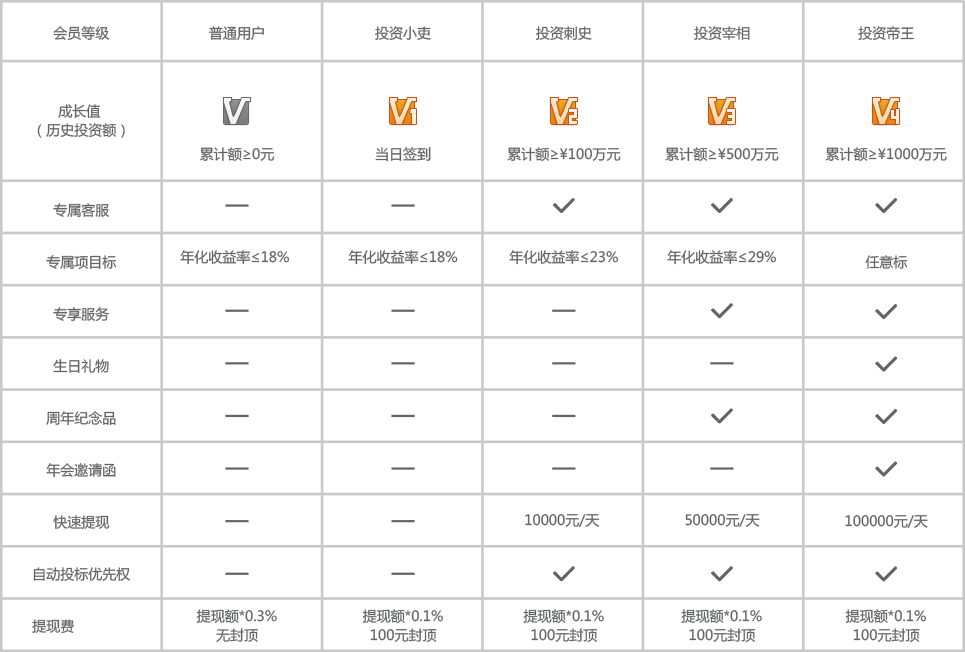 会员等级 普通用户 投资小吏 投资刺史 投资宰相 投资帝王
成长值
（历史投资额）
V V1 V2 V3 V4
累计额≥0元 当日签到 累计额≥¥100万元 累计额≥¥500万元 累计额≥¥1000万元
专属客服 — —
专属项目标 年化收益率≤18% 年化收益率≤18% 年化收益率≤23% 年化收益率≤29% 任意标
专享服务 — — —
生日礼物 — — — —
周年纪念品 — — —
年会邀请函 — — — —
快速提现 — — 10000元/天 50000元/天 100000元/天
自动投标优先权 — —
提现费 提现额*0.3% 提现额*0.1% 提现额*0.1% 提现额*0.1% 提现额*0.1%
无封顶 100元封顶 100元封顶 100元封顶 100元封顶